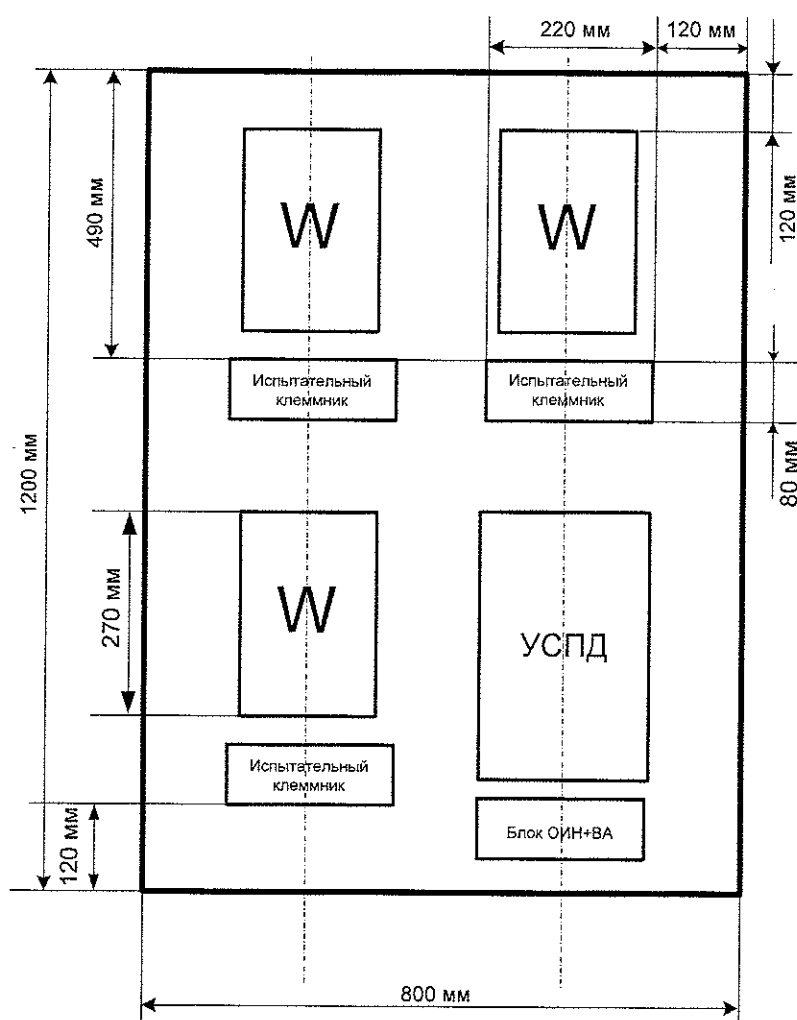 220 мм
120 мм
490 мм
W
W
120 мм
Испытательный
клеммник
Испытательный
клеммник
80 мм
1200 мм
270 мм
W
УСПД
Испытательный
клеммник
120 мм
Блок ОИН+ВА
800 мм